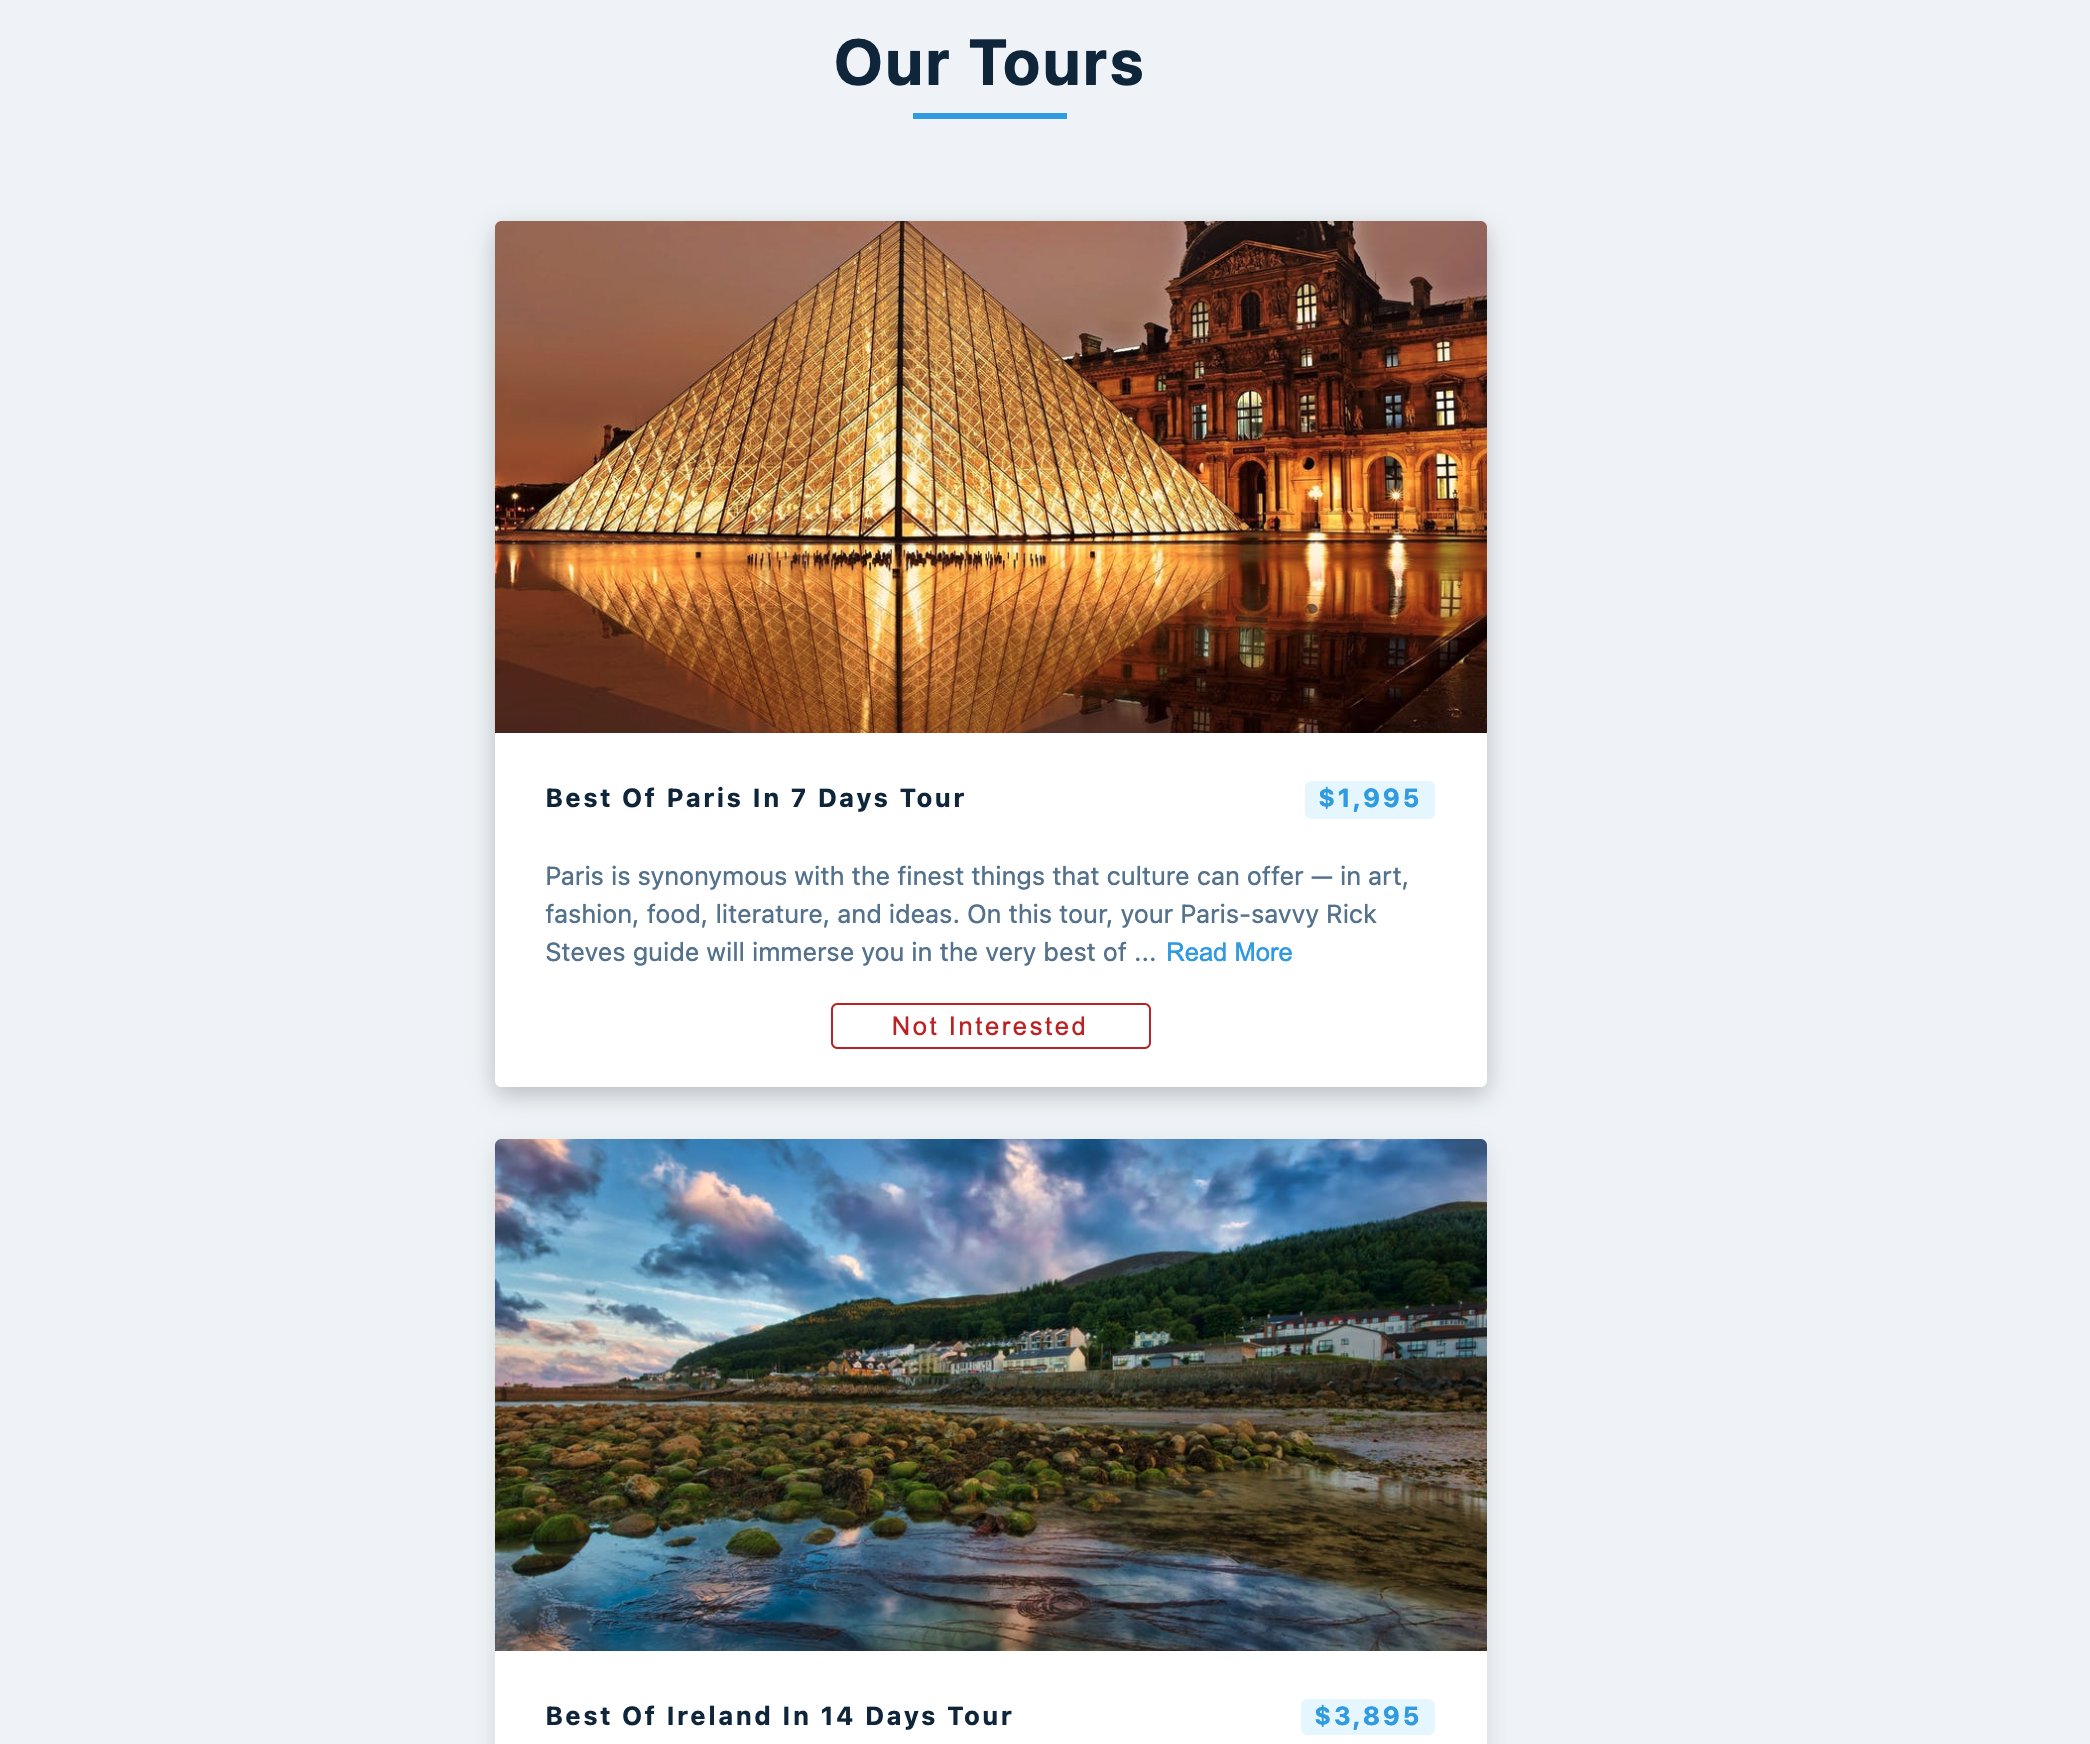 Our Tours
Best Of Paris In 7 Days Tour
$1,995
Paris is synonymous with the finest things that culture can offer — in art,
fashion, food, literature, and ideas. On this tour, your Paris-savvy Rick
Steves guide will immerse you in the very best of ... Read More
Not Interested
Best Of Ireland In 14 Days Tour
$3,895